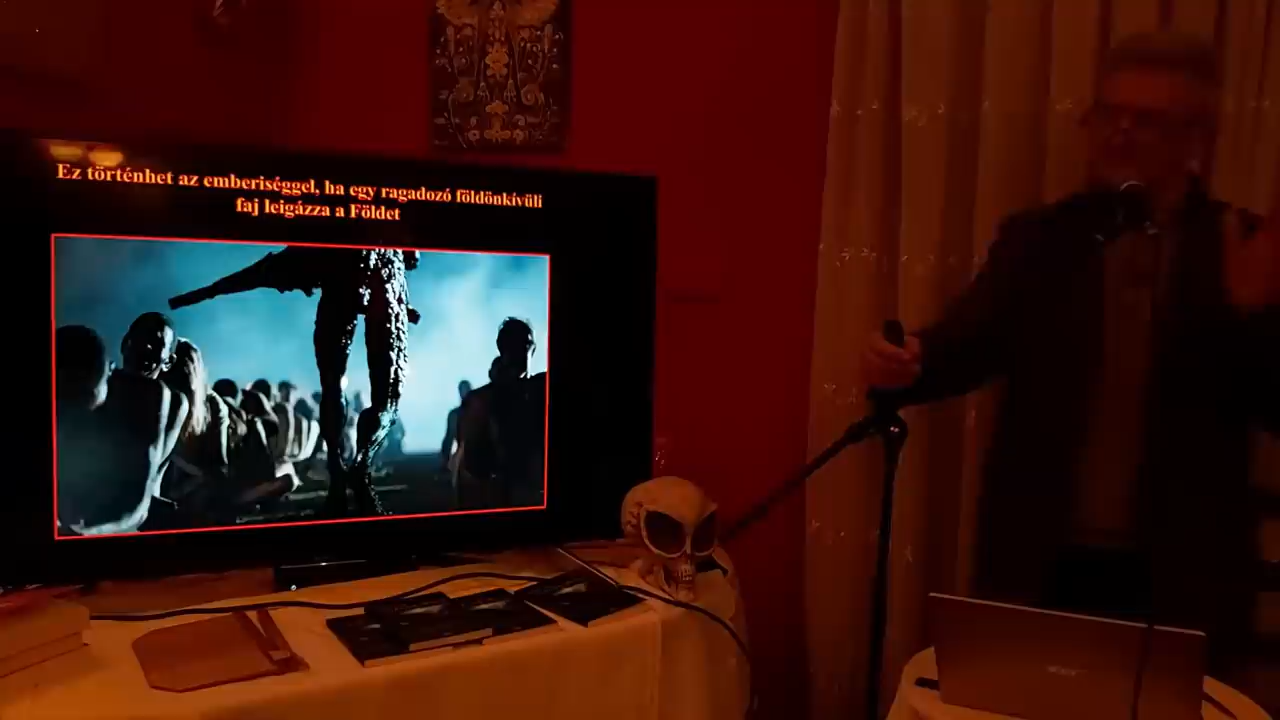 Ez történhet az emberiséggel, ha egy ragadozó földönkívüli
faj leigázza a Földet